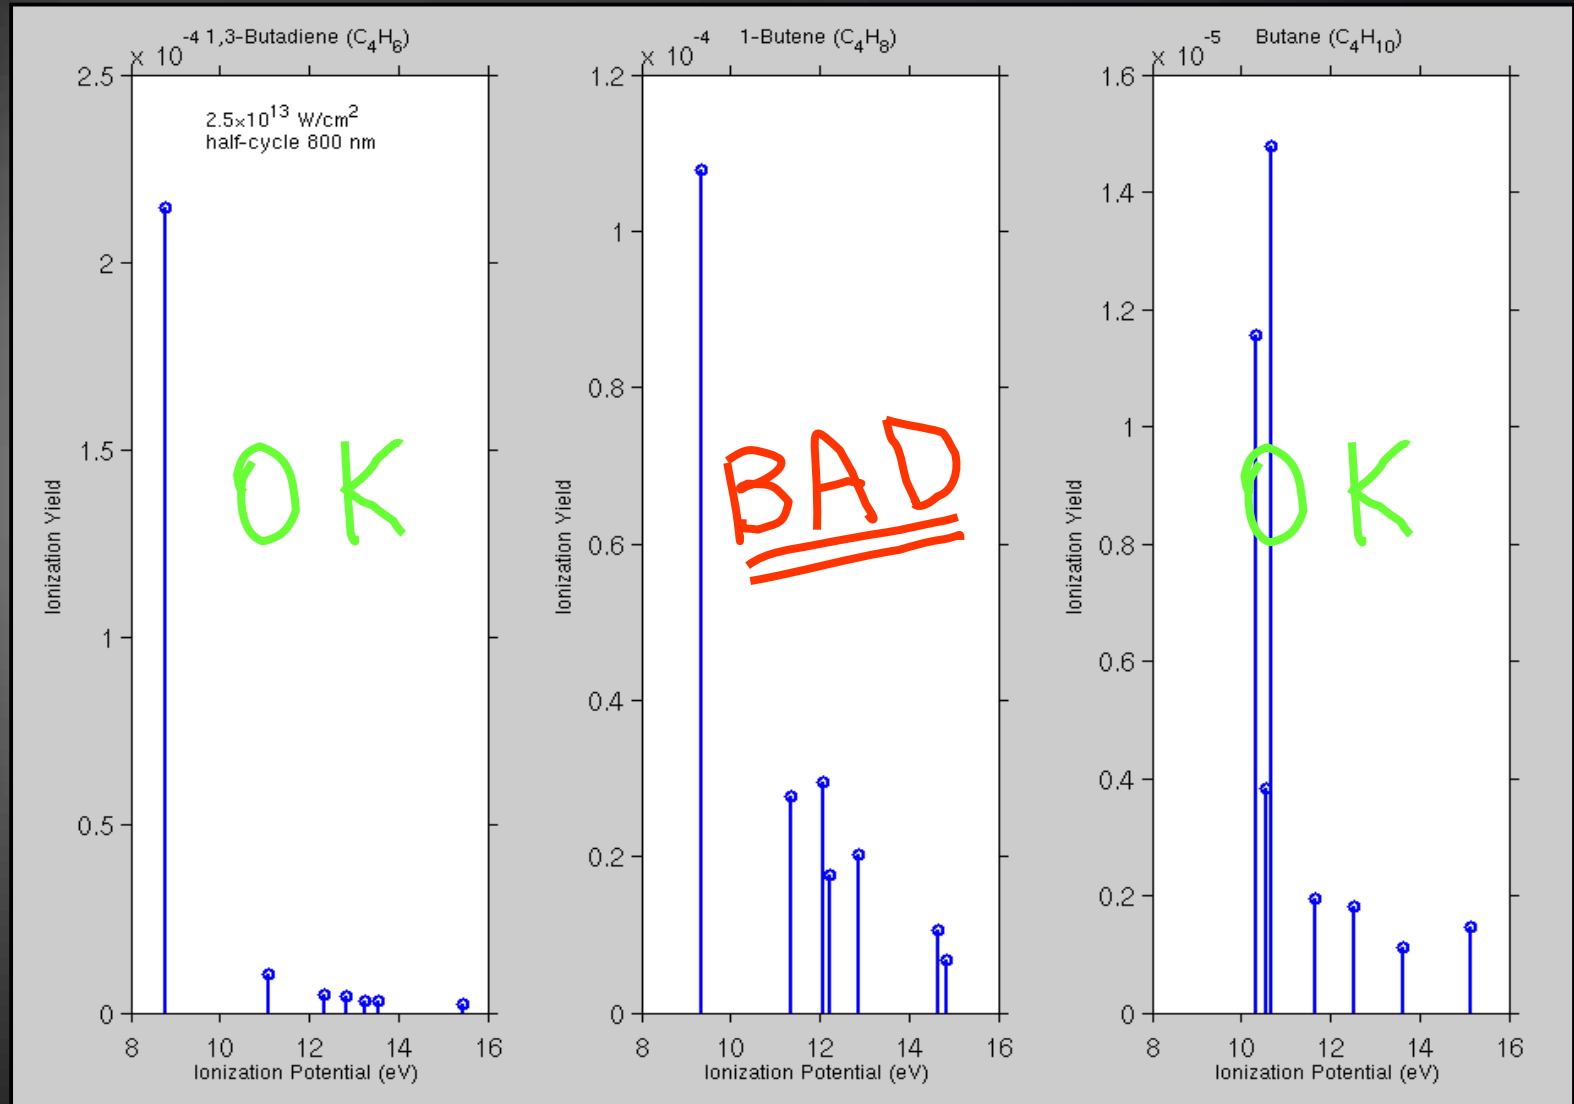 x 10-4 1,3-Butadiene (C4H6)
2.5
2
1.5
1
0.5
0
2.5×10^13 W/cm^2
half-cycle 800 nm
OK
Ionization Yield
8 10 12 14 16
Ionization Potential (eV)
x 10-4 1-Butene (C4H8)
1.2
1
0.8
0.6
0.4
0.2
0
BAD
Ionization Yield
8 10 12 14 16
Ionization Potential (eV)
x 10-5 Butane (C4H10)
1.6
1.4
1.2
1
0.8
0.6
0.4
0.2
0
OK
Ionization Yield
8 10 12 14 16
Ionization Potential (eV)